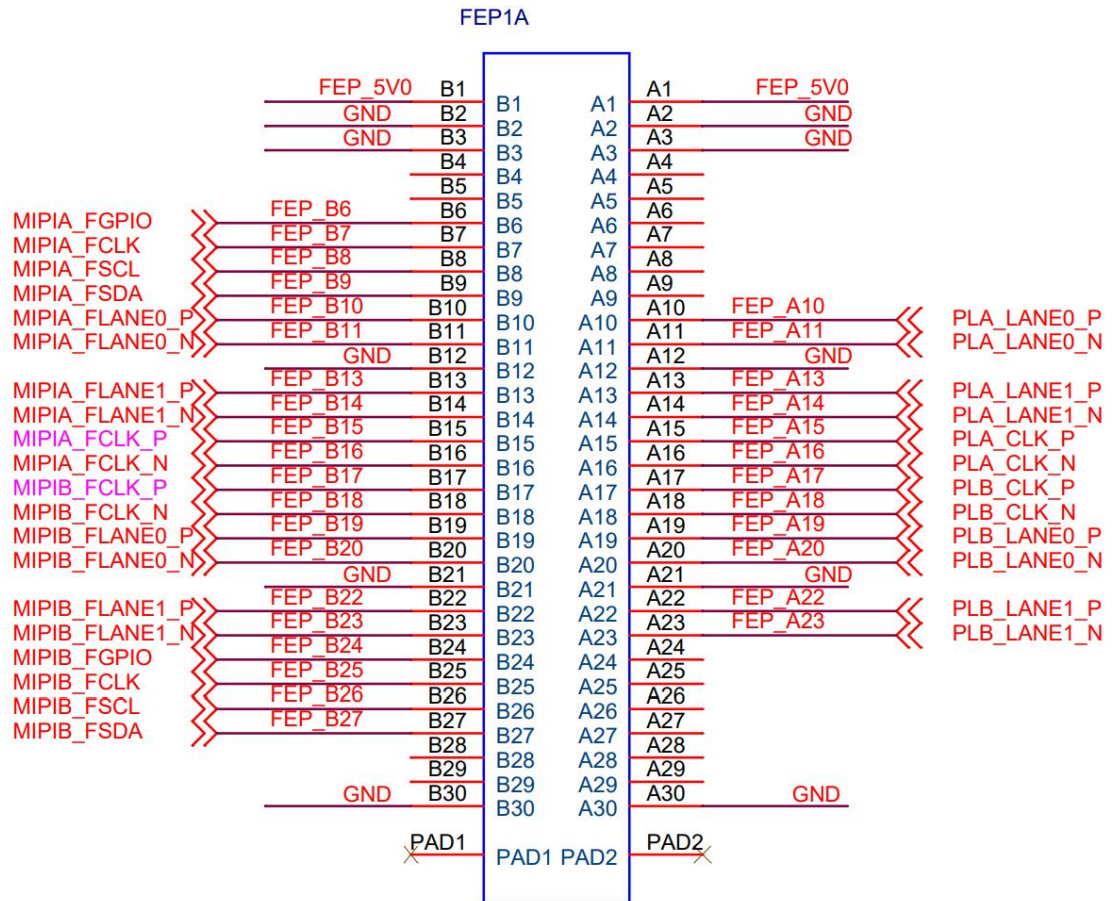 FEP1A
FEP_5V0 B1 B1 A1 A1 FEP_5V0
GND B2 B2 A2 A2 GND
GND B3 B3 A3 A3 GND
B4 B4 A4 A4
B5 B5 A5 A5
MIPIA_FGPIO FEP_B6 B6 B6 A6 A6
MIPIA_FCLK FEP_B7 B7 B7 A7 A7
MIPIA_FSCL FEP_B8 B8 B8 A8 A8
MIPIA_FSDA FEP_B9 B9 B9 A9 A9
MIPIA_FLANE0_P FEP_B10 B10 B10 A10 A10 FEP_A10 PLA_LANE0_P
MIPIA_FLANE0_N FEP_B11 B11 B11 A11 A11 FEP_A11 PLA_LANE0_N
GND B12 B12 A12 A12 GND
MIPIA_FLANE1_P FEP_B13 B13 B13 A13 A13 FEP_A13 PLA_LANE1_P
MIPIA_FLANE1_N FEP_B14 B14 B14 A14 A14 FEP_A14 PLA_LANE1_N
MIPIA_FCLK_P FEP_B15 B15 B15 A15 A15 FEP_A15 PLA_CLK_P
MIPIA_FCLK_N FEP_B16 B16 B16 A16 A16 FEP_A16 PLA_CLK_N
MIPIB_FCLK_P FEP_B17 B17 B17 A17 A17 FEP_A17 PLB_CLK_P
MIPIB_FCLK_N FEP_B18 B18 B18 A18 A18 FEP_A18 PLB_CLK_N
MIPIB_FLANE0_P FEP_B19 B19 B19 A19 A19 FEP_A19 PLB_LANE0_P
MIPIB_FLANE0_N FEP_B20 B20 B20 A20 A20 FEP_A20 PLB_LANE0_N
GND B21 B21 A21 A21 GND
MIPIB_FLANE1_P FEP_B22 B22 B22 A22 A22 FEP_A22 PLB_LANE1_P
MIPIB_FLANE1_N FEP_B23 B23 B23 A23 A23 FEP_A23 PLB_LANE1_N
MIPIB_FGPIO FEP_B24 B24 B24 A24 A24
MIPIB_FCLK FEP_B25 B25 B25 A25 A25
MIPIB_FSCL FEP_B26 B26 B26 A26 A26
MIPIB_FSDA FEP_B27 B27 B27 A27 A27
B28 B28 A28 A28
B29 B29 A29 A29
GND B30 B30 A30 A30 GND
PAD1 PAD1 PAD2 PAD2